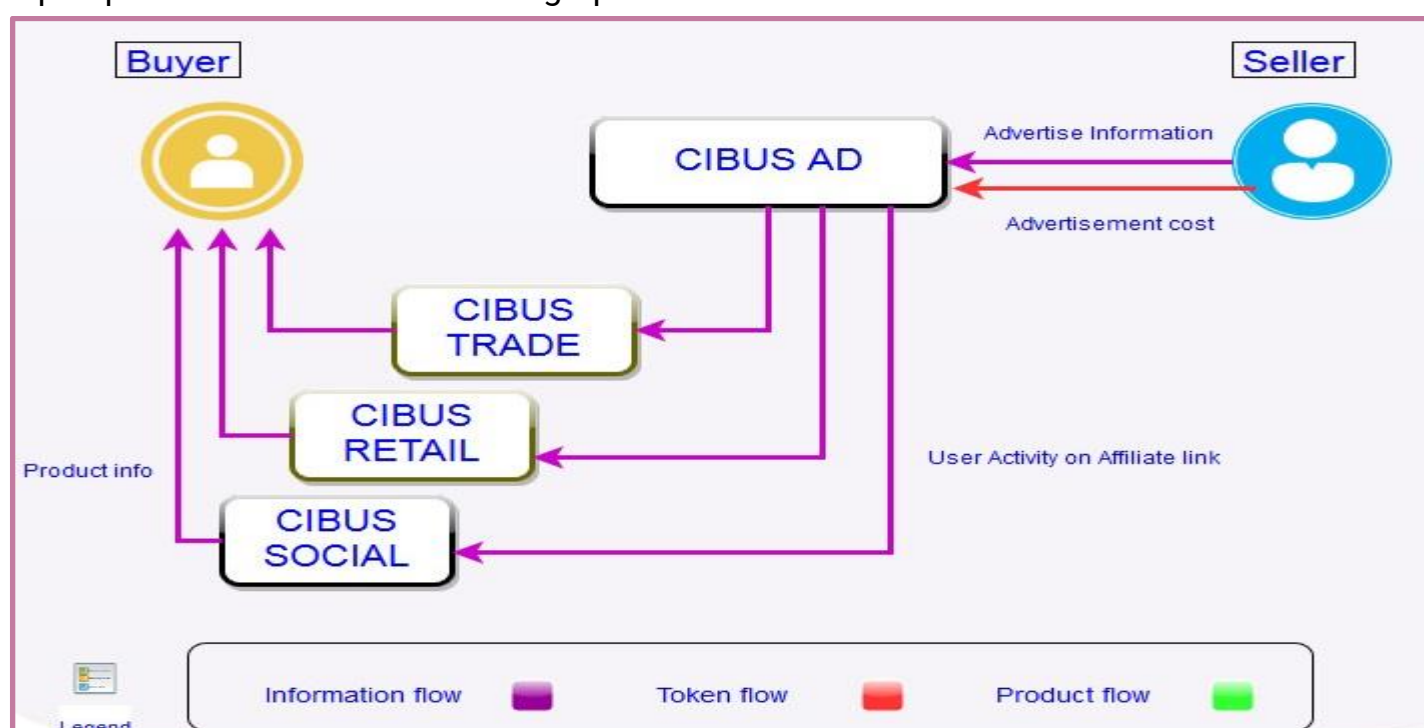 Buyer
Seller
Advertise Information
CIBUS AD
Advertisement cost
CIBUS
TRADE
CIBUS
RETAIL
User Activity on Affiliate link
Product info
CIBUS
SOCIAL
Information flow
Token flow
Product flow
Legend